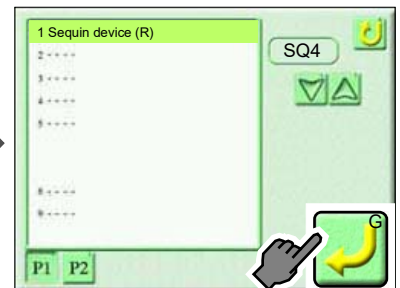 1 Sequin device (R)
SQ4
2 ----
3 ----
4 ----
5 ----
8 ----
9 ----
G
P1 P2